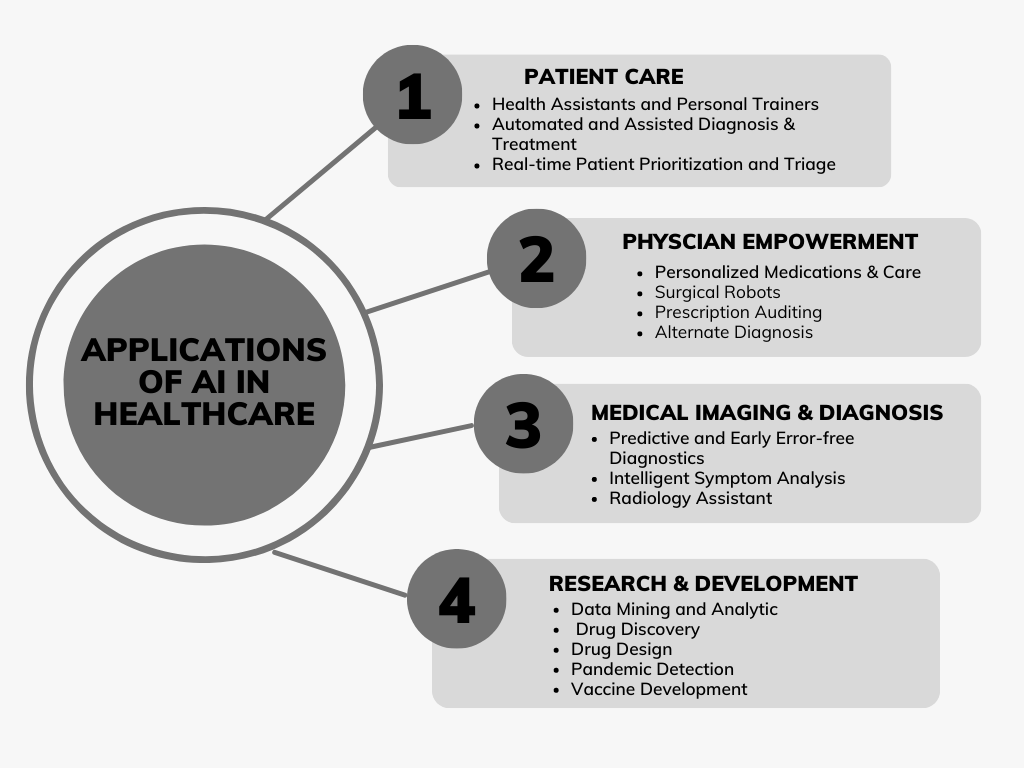 APPLICATIONS
OF AI IN
HEALTHCARE
1
PATIENT CARE
• Health Assistants and Personal Trainers
• Automated and Assisted Diagnosis &
Treatment
• Real-time Patient Prioritization and Triage
2
PHYSCIAN EMPOWERMENT
• Personalized Medications & Care
• Surgical Robots
• Prescription Auditing
• Alternate Diagnosis
3
MEDICAL IMAGING & DIAGNOSIS
• Predictive and Early Error-free
Diagnostics
• Intelligent Symptom Analysis
• Radiology Assistant
4
RESEARCH & DEVELOPMENT
• Data Mining and Analytic
• Drug Discovery
• Drug Design
• Pandemic Detection
• Vaccine Development